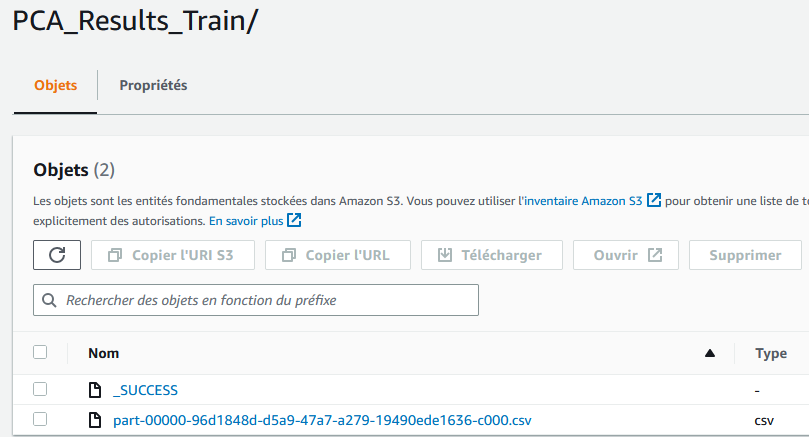 PCA_Results_Train/
Objets
Propriétés
Objets (2)
Les objets sont les entités fondamentales stockées dans Amazon S3. Vous pouvez utiliser l'inventaire Amazon S3 pour obtenir une liste de
explicitement des autorisations. En savoir plus
Copier l'URI S3
Copier l'URL
Télécharger
Ouvrir
Supprimer
Rechercher des objets en fonction du préfixe
Nom
Type
_SUCCESS
-
part-00000-96d1848d-d5a9-47a7-a279-19490ede1636-c000.csv
csv